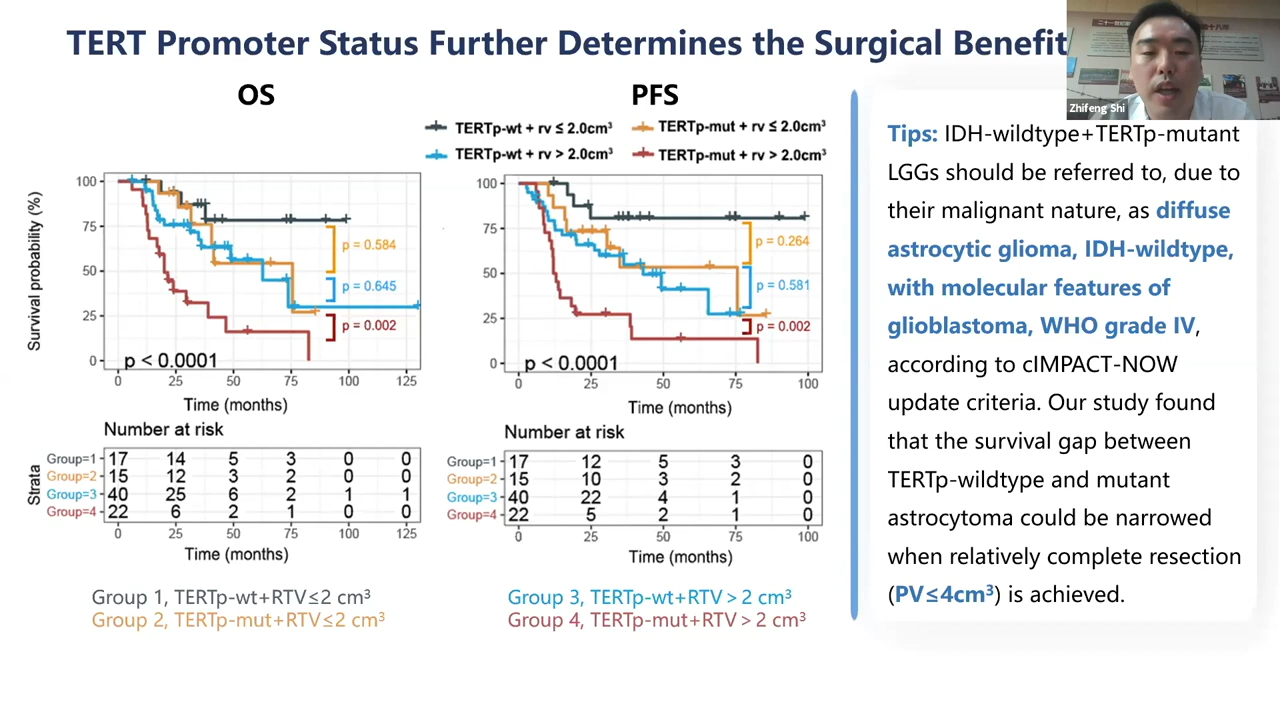 TERT Promoter Status Further Determines the Surgical Benefit
Zhifeng Shi
OS
PFS
TERTp-wt + rv ≤ 2.0cm³
TERTp-mut + rv ≤ 2.0cm³
TERTp-wt + rv > 2.0cm³
TERTp-mut + rv > 2.0cm³
Survival probability (%)
100
75
50
25
0
p = 0.584
p = 0.645
p = 0.002
p < 0.0001
0 25 50 75 100 125
Time (months)
100
75
50
25
0
p = 0.264
p = 0.581
p = 0.002
p < 0.0001
0 25 50 75 100
Time (months)
Number at risk
Strata
Group=1 17 14 5 3 0 0
Group=2 15 12 3 2 0 0
Group=3 40 25 6 2 1 1
Group=4 22 6 2 1 0 0
0 25 50 75 100 125
Time (months)
Number at risk
Group=1 17 12 5 3 0
Group=2 15 10 3 2 0
Group=3 40 22 4 1 0
Group=4 22 5 2 1 0
0 25 50 75 100
Time (months)
Group 1, TERTp-wt+RTV≤2 cm³
Group 2, TERTp-mut+RTV≤2 cm³
Group 3, TERTp-wt+RTV > 2 cm³
Group 4, TERTp-mut+RTV > 2 cm³
Tips: IDH-wildtype+TERTp-mutant
LGGs should be referred to, due to
their malignant nature, as diffuse
astrocytic glioma, IDH-wildtype,
with molecular features of
glioblastoma, WHO grade IV,
according to cIMPACT-NOW
update criteria. Our study found
that the survival gap between
TERTp-wildtype and mutant
astrocytoma could be narrowed
when relatively complete resection
(PV≤4cm³) is achieved.